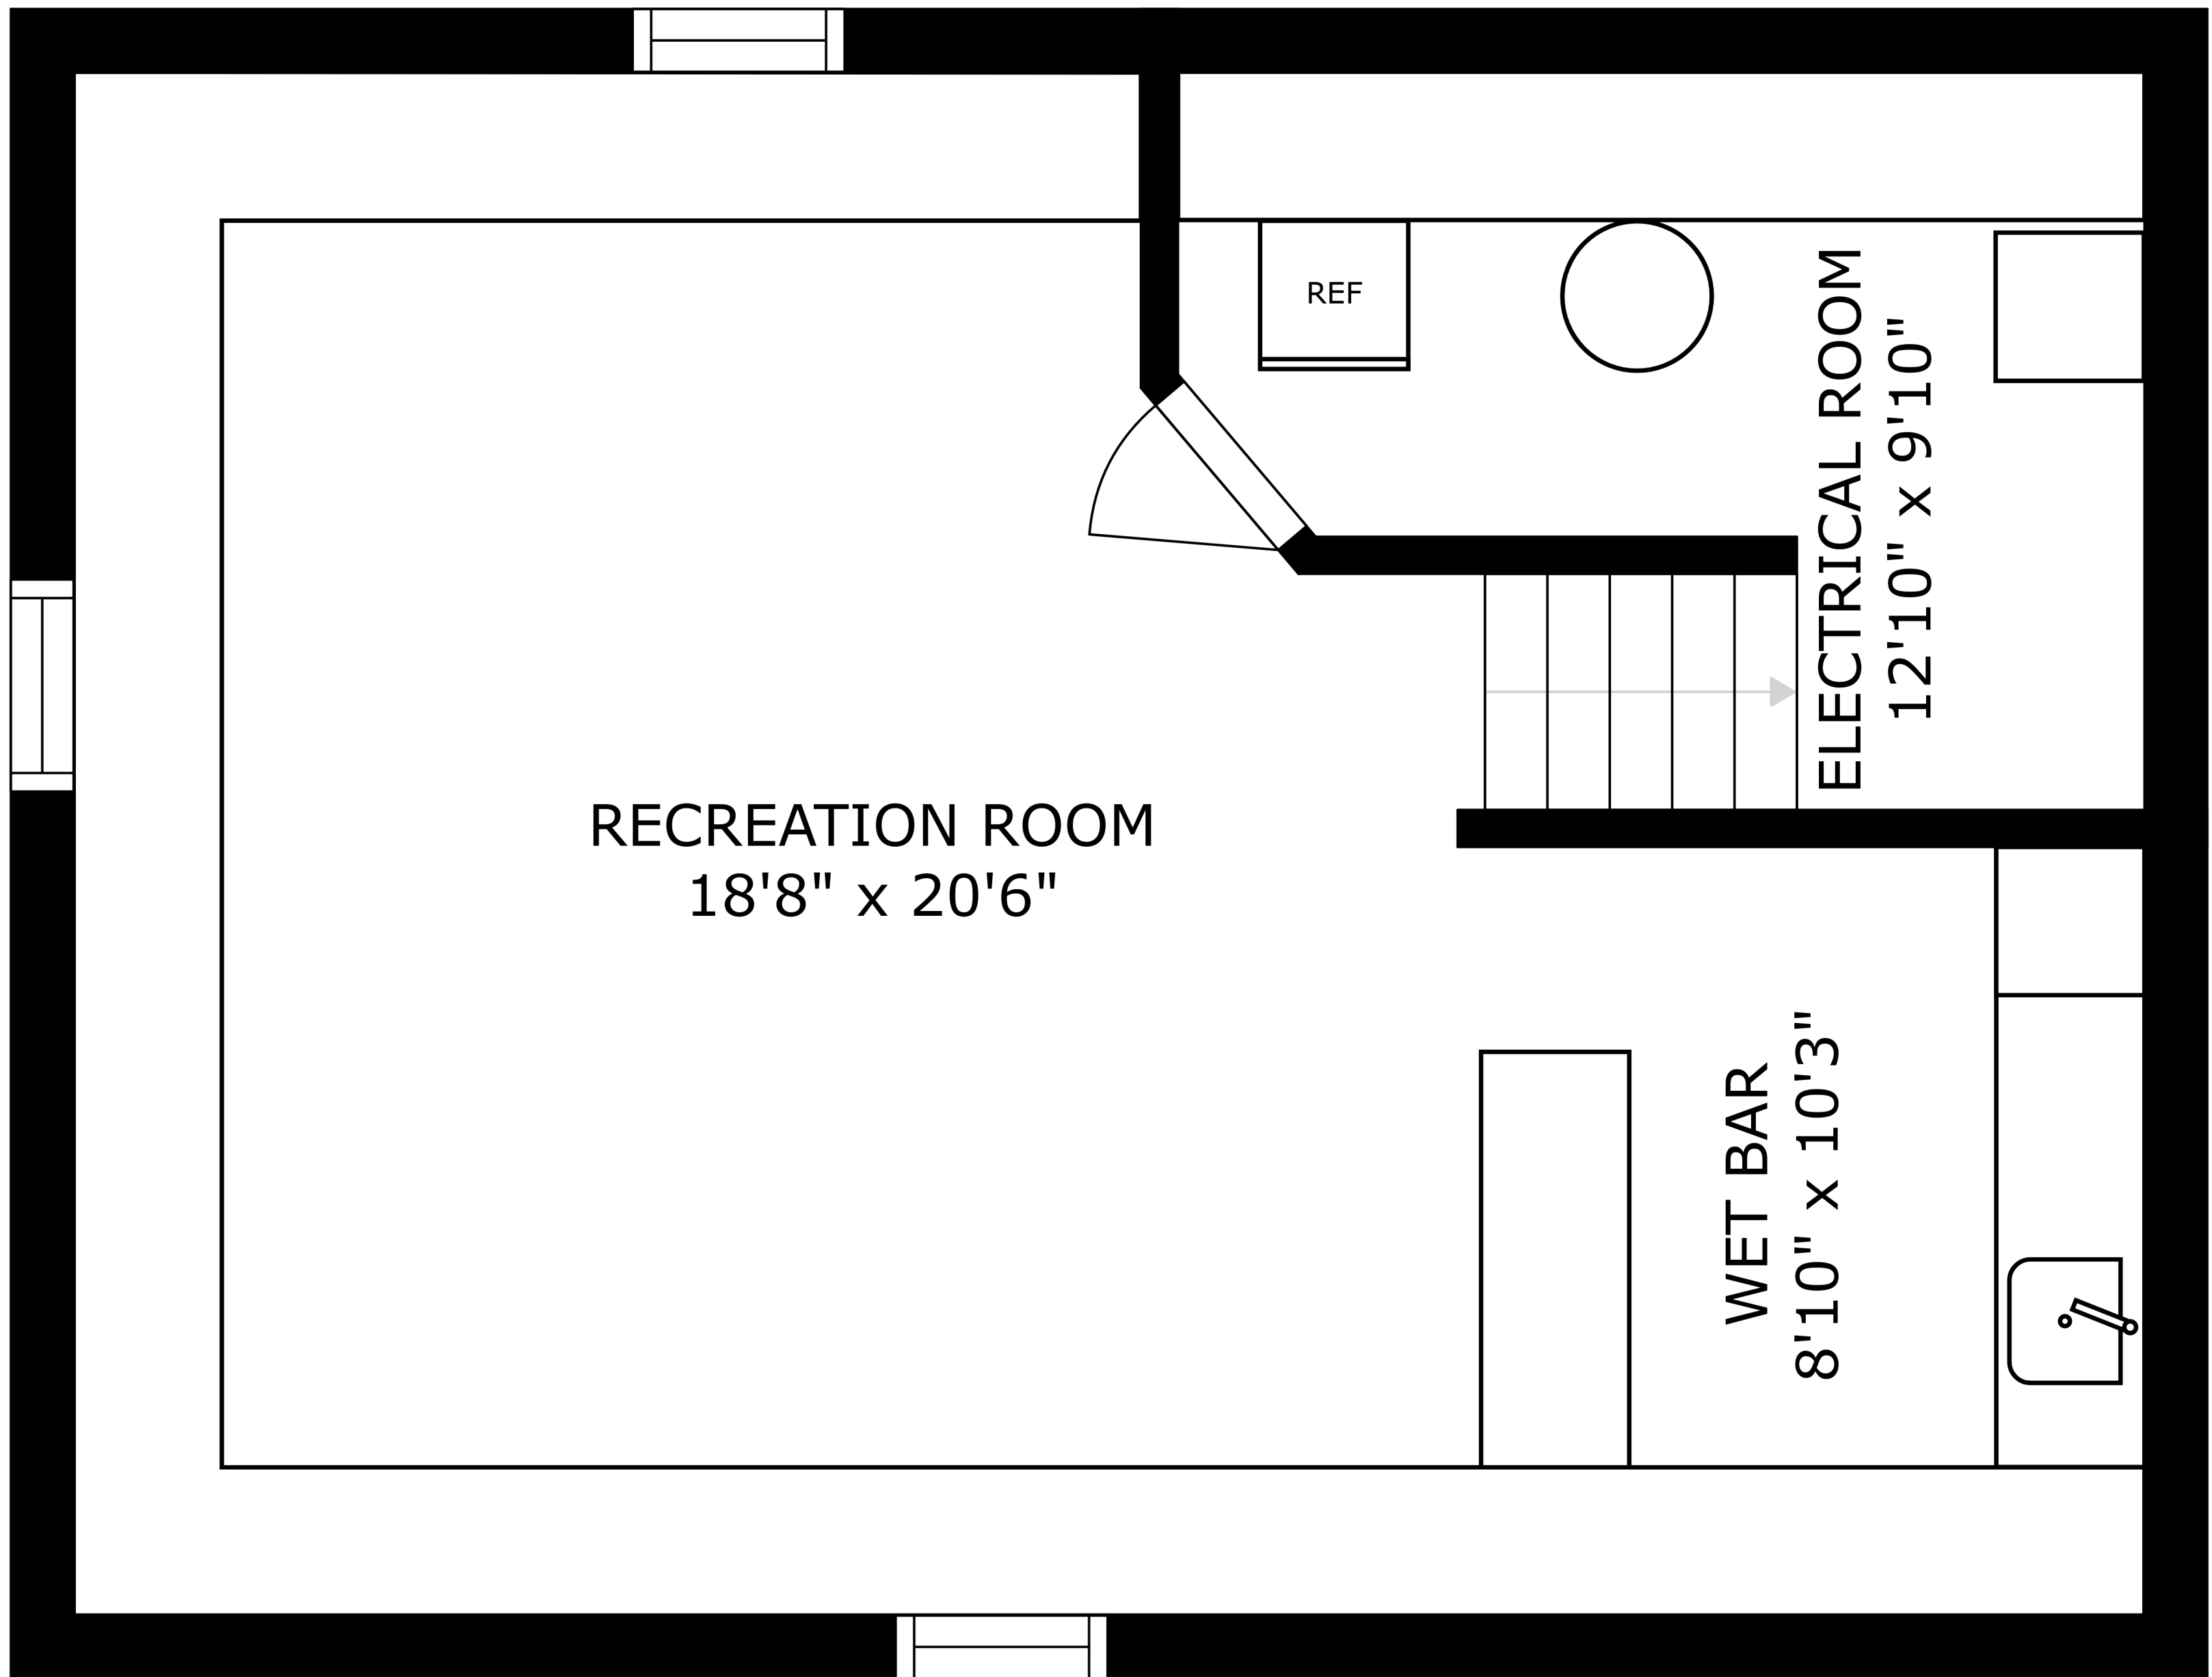 REF
ELECTRICAL ROOM
12'10" x 9'10"
RECREATION ROOM
18'8" x 20'6"
WET BAR
8'10" x 10'3"